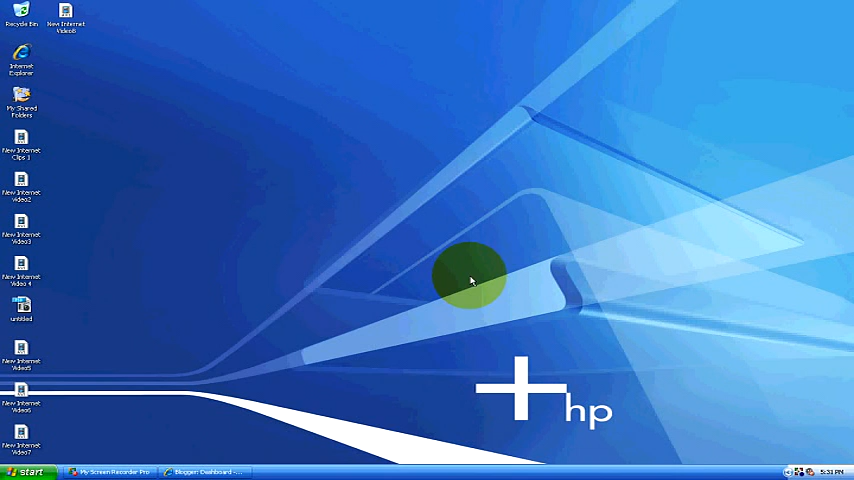 Recycle Bin
New Internet
Video8
Internet
Explorer
My Shared
Folders
New Internet
Clips 1
New Internet
video2
New Internet
Video3
New Internet
Video 4
untitled
New Internet
Video5
New Internet
Video6
New Internet
Video7
hp
start
My Screen Recorder Pro
Blogger: Dashboard -...
5:31 PM